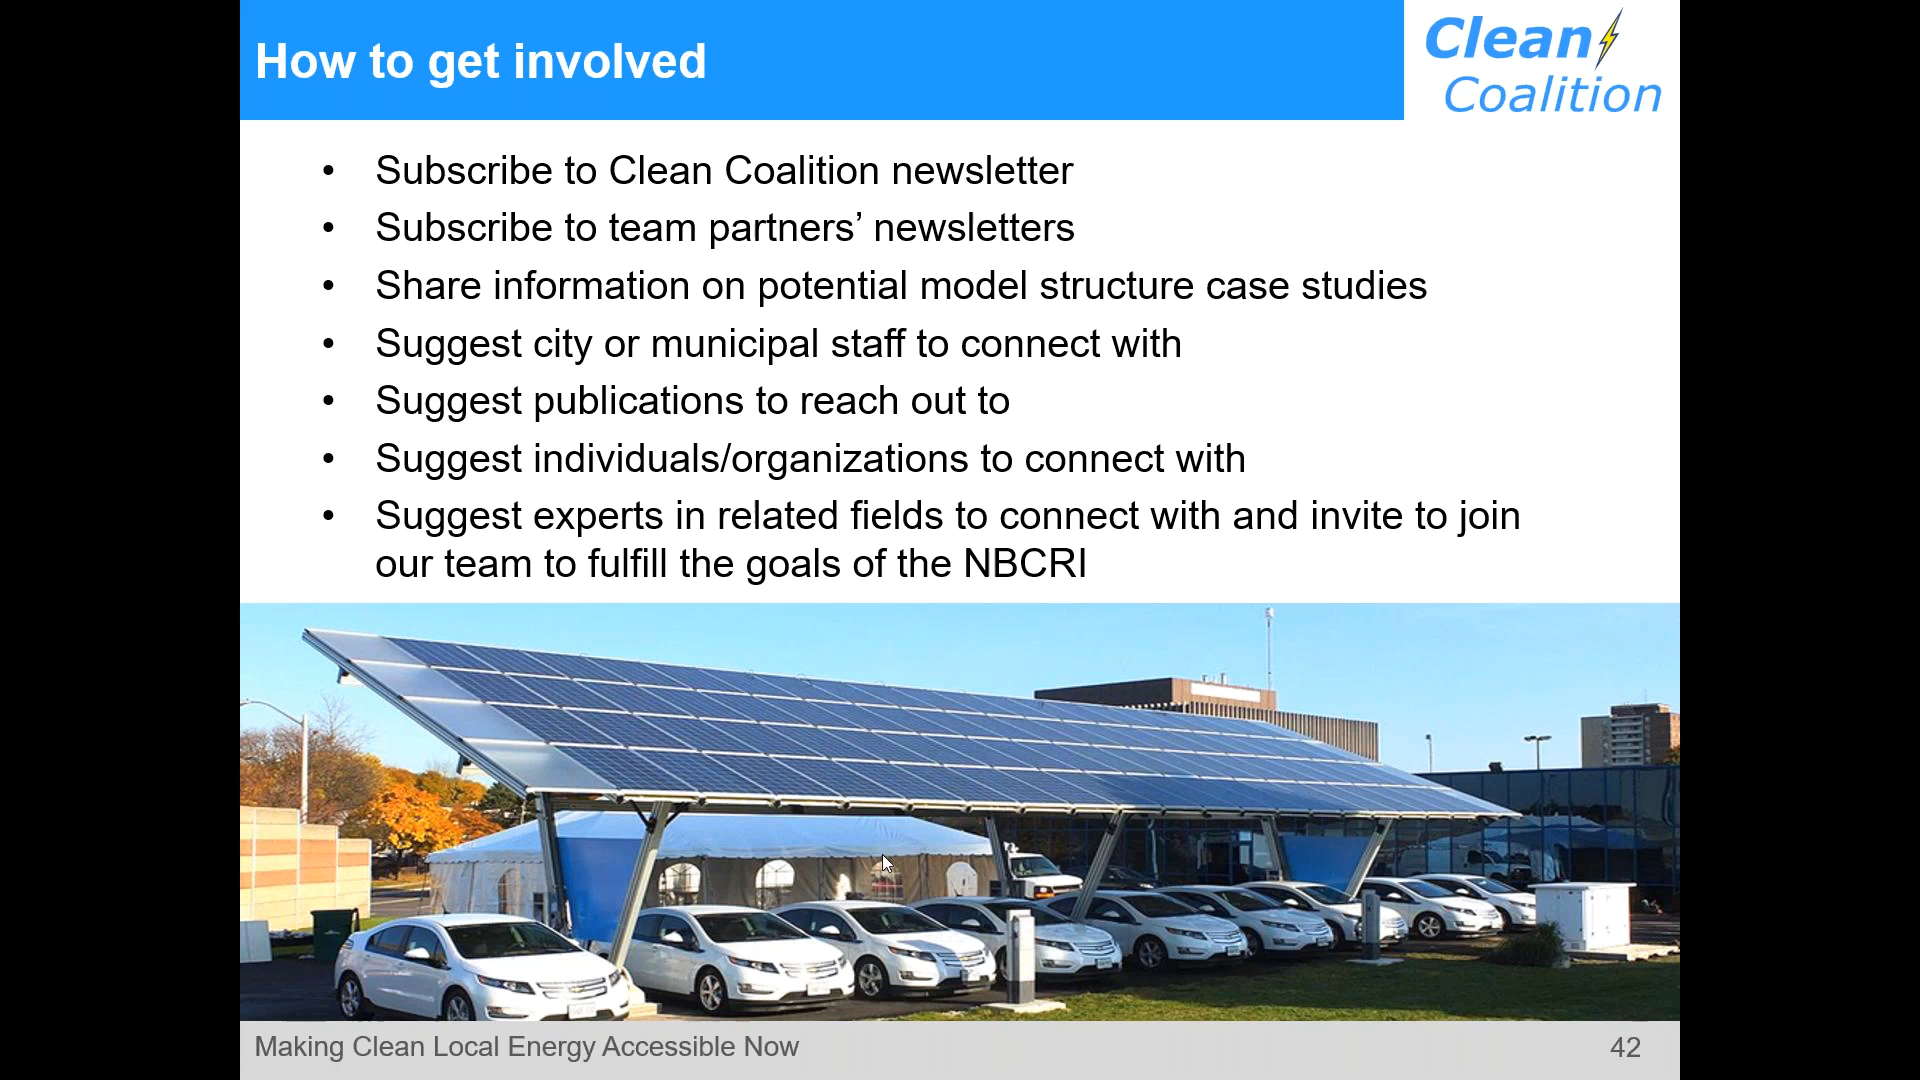 How to get involved
Clean
Coalition
• Subscribe to Clean Coalition newsletter
• Subscribe to team partners’ newsletters
• Share information on potential model structure case studies
• Suggest city or municipal staff to connect with
• Suggest publications to reach out to
• Suggest individuals/organizations to connect with
• Suggest experts in related fields to connect with and invite to join
our team to fulfill the goals of the NBCRI
Making Clean Local Energy Accessible Now
42